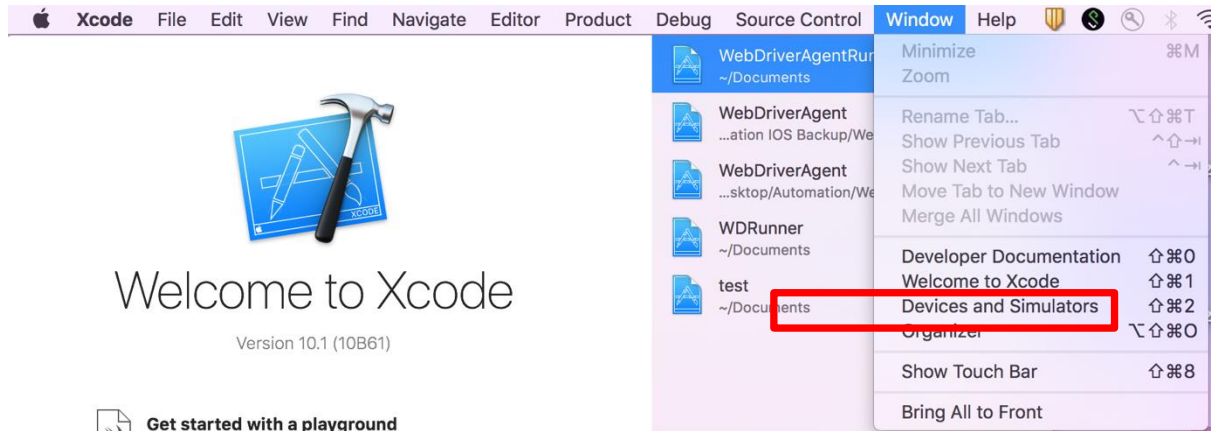 Xcode File Edit View Find Navigate Editor Product Debug Source Control Window Help
XCODE
Welcome to Xcode
Version 10.1 (10B61)
Get started with a playground
WebDriverAgentRun
~/Documents
WebDriverAgent
...ation IOS Backup/We
WebDriverAgent
...sktop/Automation/We
WDRunner
~/Documents
test
~/Documents
Minimize ⌘M
Zoom
Rename Tab... ⌥⇧⌘T
Show Previous Tab ^⇧⇥
Show Next Tab ^⇥
Move Tab to New Window
Merge All Windows
Developer Documentation ⇧⌘0
Welcome to Xcode ⇧⌘1
Devices and Simulators ⇧⌘2
Organizer ⌥⇧⌘O
Show Touch Bar ⇧⌘8
Bring All to Front